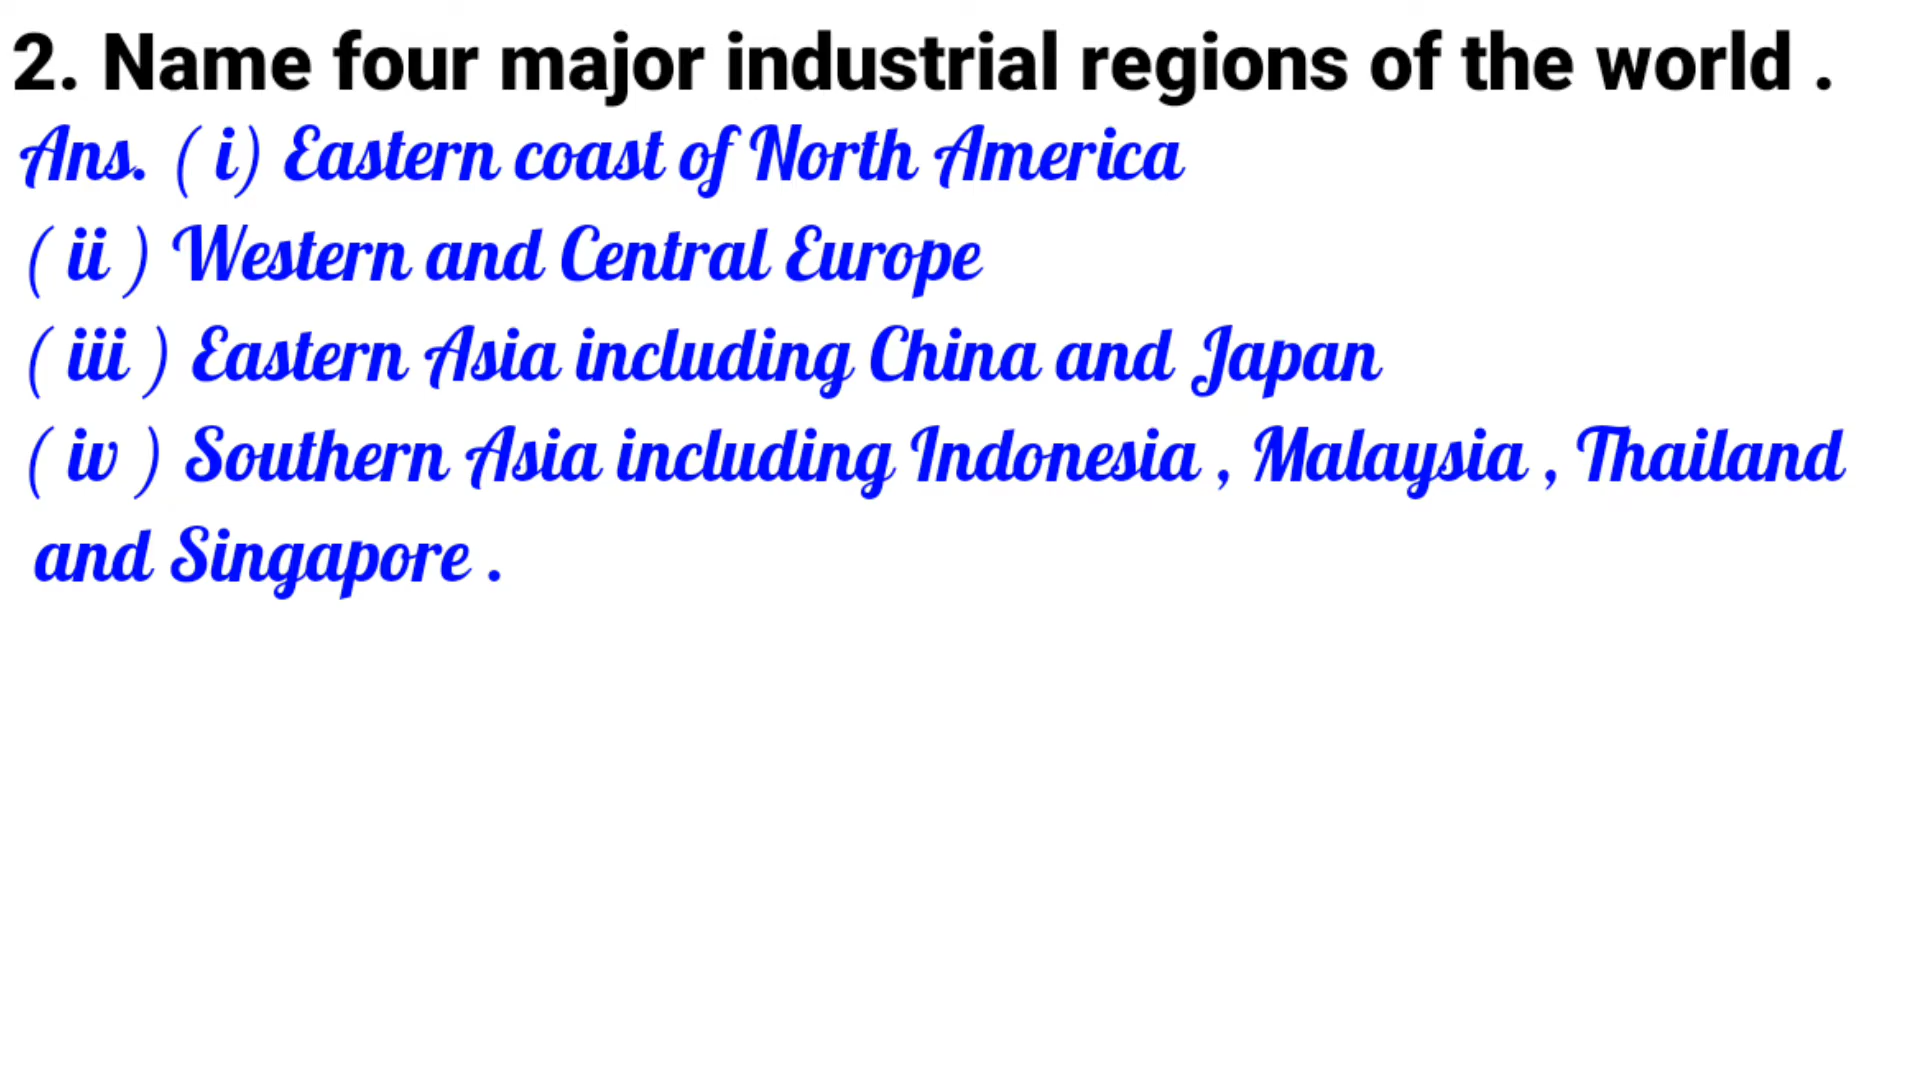 2. Name four major industrial regions of the world .
Ans. ( i) Eastern coast of North America
( ii ) Western and Central Europe
( iii ) Eastern Asia including China and Japan
( iv ) Southern Asia including Indonesia , Malaysia , Thailand
and Singapore .